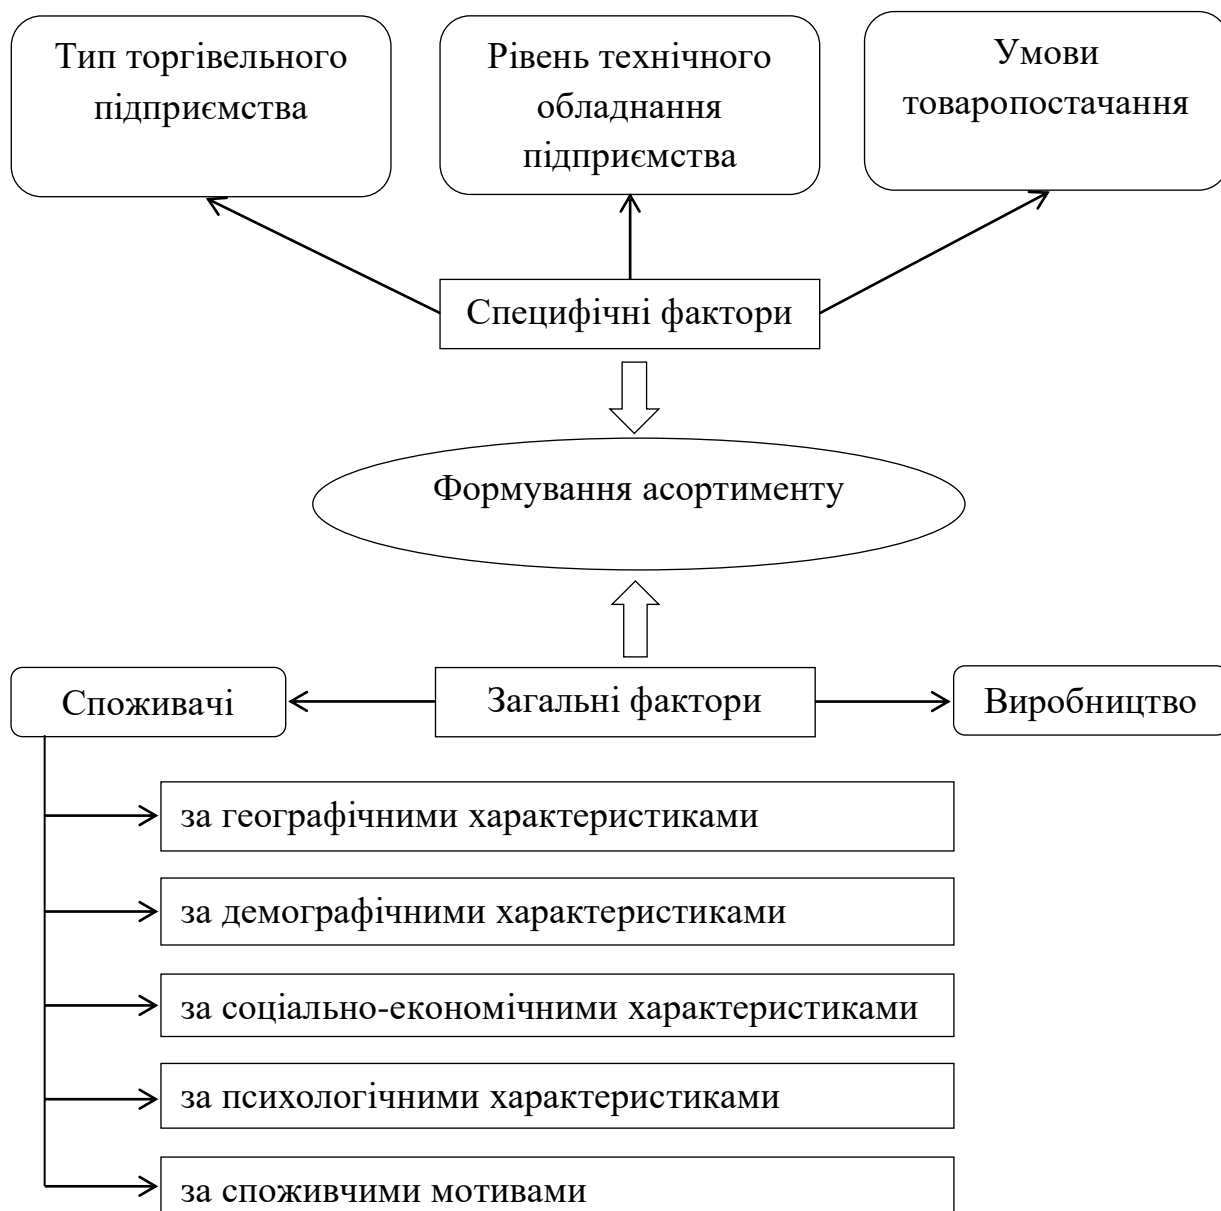 Тип торгівельного
підприємства
Рівень технічного
обладнання
підприємства
Умови
товаропостачання
Специфічні фактори
Формування асортименту
Споживачі
Загальні фактори
Виробництво
за географічними характеристиками
за демографічними характеристиками
за соціально-економічними характеристиками
за психологічними характеристиками
за споживчими мотивами